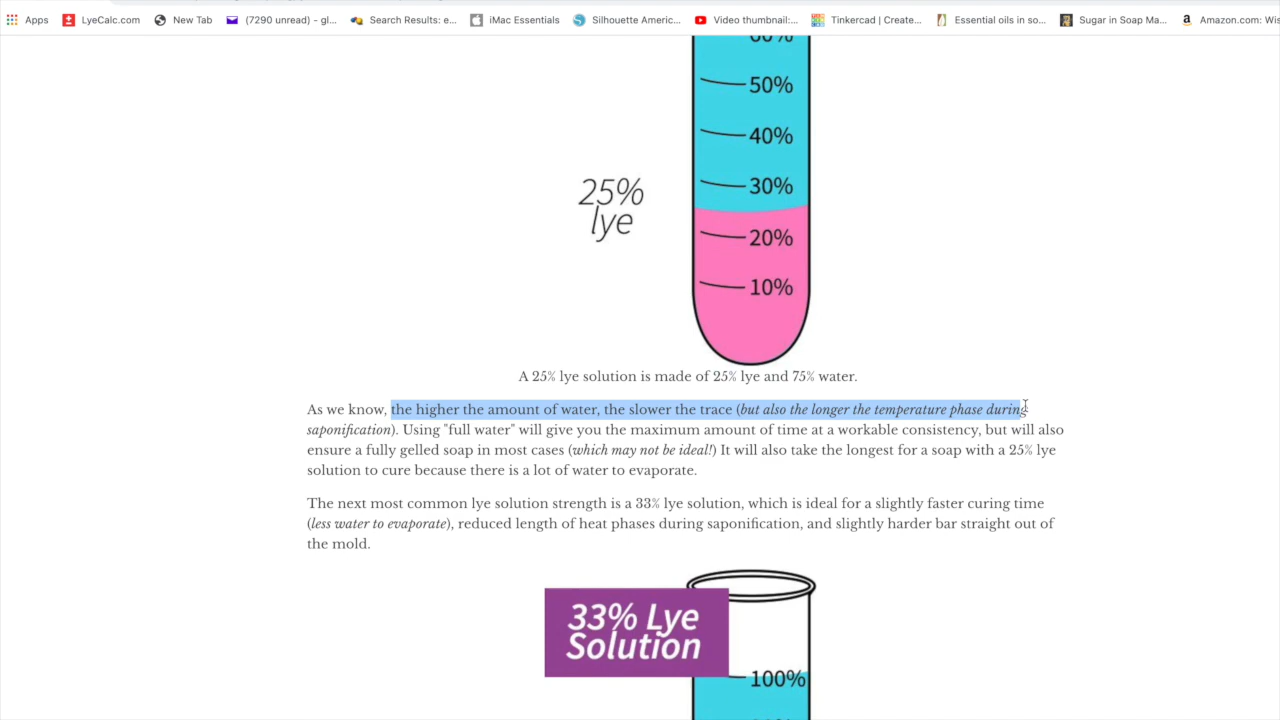 Apps LyeCalc.com New Tab (7290 unread) - gl... Search Results: e... iMac Essentials Silhouette Americ... Video thumbnail:... Tinkercad | Create... Essential oils in so... Sugar in Soap Ma... Amazon.com: Wis
60%
50%
40%
30%
25%
lye
20%
10%
A 25% lye solution is made of 25% lye and 75% water.
As we know, the higher the amount of water, the slower the trace (but also the longer the temperature phase during
saponification). Using "full water" will give you the maximum amount of time at a workable consistency, but will also
ensure a fully gelled soap in most cases (which may not be ideal!) It will also take the longest for a soap with a 25% lye
solution to cure because there is a lot of water to evaporate.
The next most common lye solution strength is a 33% lye solution, which is ideal for a slightly faster curing time
(less water to evaporate), reduced length of heat phases during saponification, and slightly harder bar straight out of
the mold.
33% Lye
Solution
100%